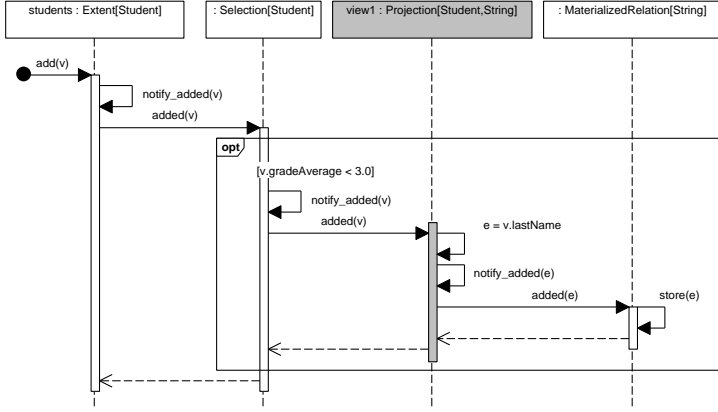 students : Extent[Student]
: Selection[Student]
view1 : Projection[Student,String]
: MaterializedRelation[String]
add(v)
notify_added(v)
added(v)
opt
[v.gradeAverage < 3.0]
notify_added(v)
added(v)
e = v.lastName
notify_added(e)
added(e)
store(e)